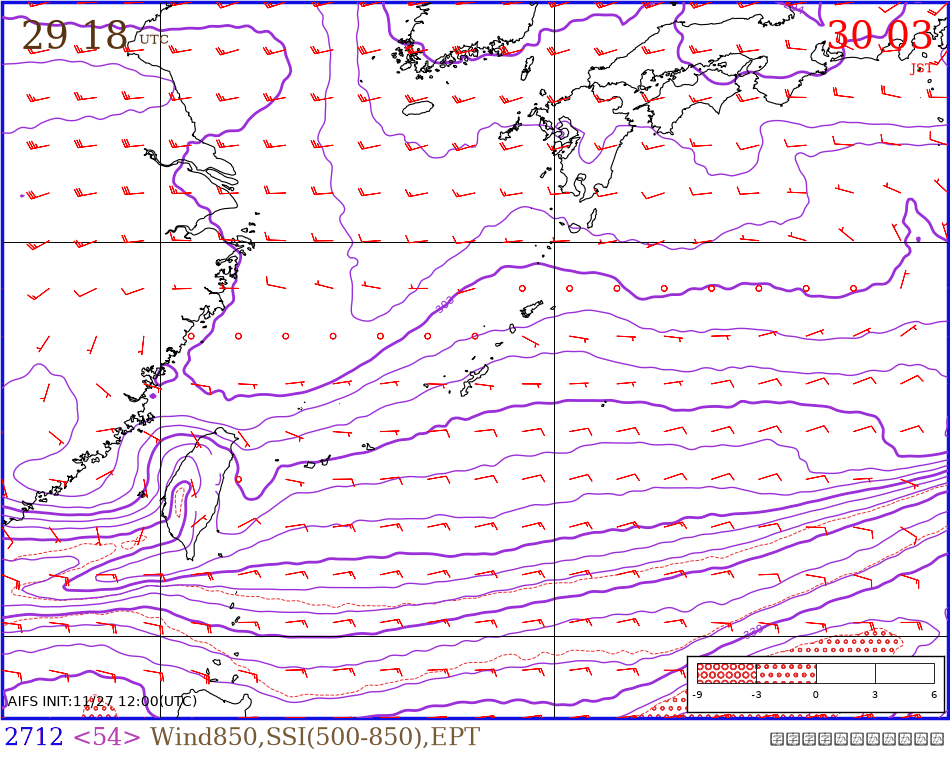 29 18 UTC 30 03
JST
303
AIFS INIT:11/27 12:00(UTC)
-9 -3 0 3 6
2712 <54> Wind850,SSI(500-850),EPT